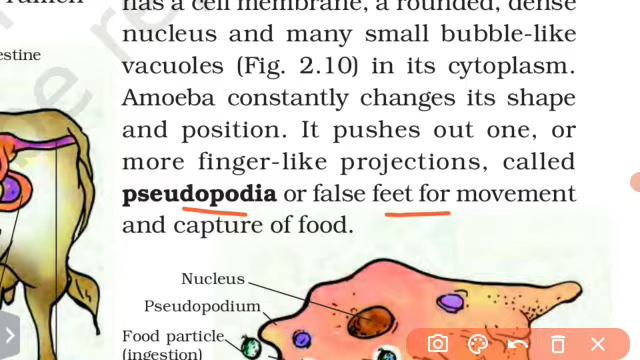 has a cell membrane, a rounded, dense
nucleus and many small bubble-like
vacuoles (Fig. 2.10) in its cytoplasm.
Amoeba constantly changes its shape
and position. It pushes out one, or
more finger-like projections, called
pseudopodia or false feet for movement
and capture of food.
estine
Nucleus
Pseudopodium
Food particle
(ingestion)